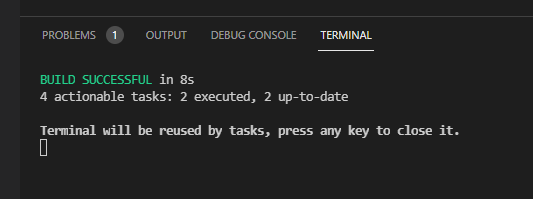 PROBLEMS 1 OUTPUT DEBUG CONSOLE TERMINAL
BUILD SUCCESSFUL in 8s
4 actionable tasks: 2 executed, 2 up-to-date
Terminal will be reused by tasks, press any key to close it.